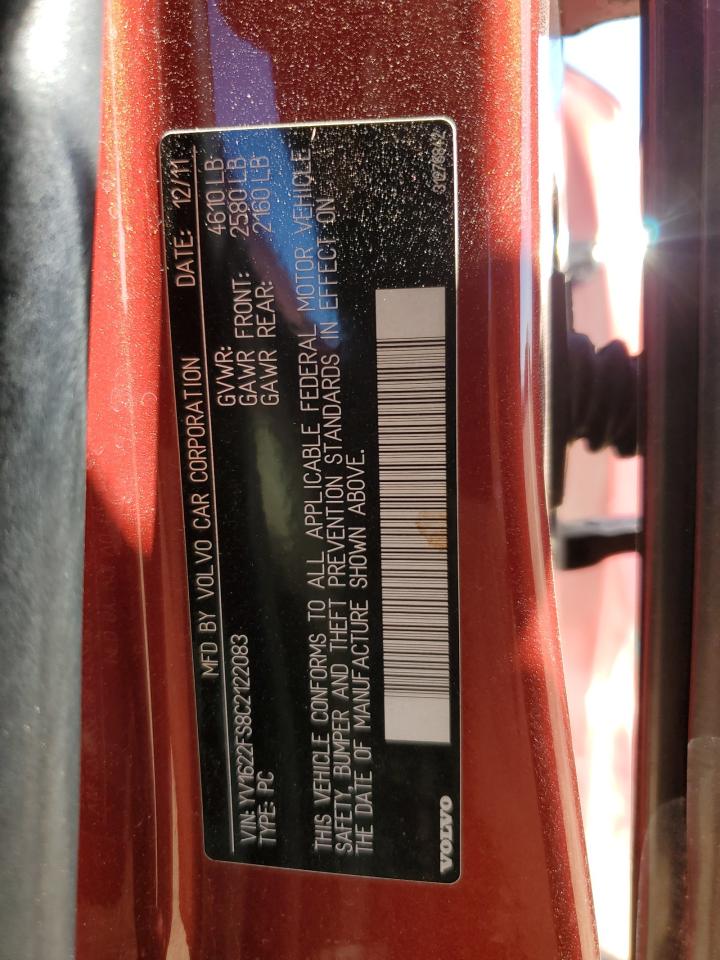 MFD BY VOLVO CAR CORPORATION DATE: 12/11
GVWR: 4610 LB
GAWR FRONT: 2580 LB
GAWR REAR: 2160 LB
VIN: YV1622FS8C2122083
TYPE: PC
THIS VEHICLE CONFORMS TO ALL APPLICABLE FEDERAL MOTOR VEHICLE
SAFETY, BUMPER AND THEFT PREVENTION STANDARDS IN EFFECT ON
THE DATE OF MANUFACTURE SHOWN ABOVE.
VOLVO